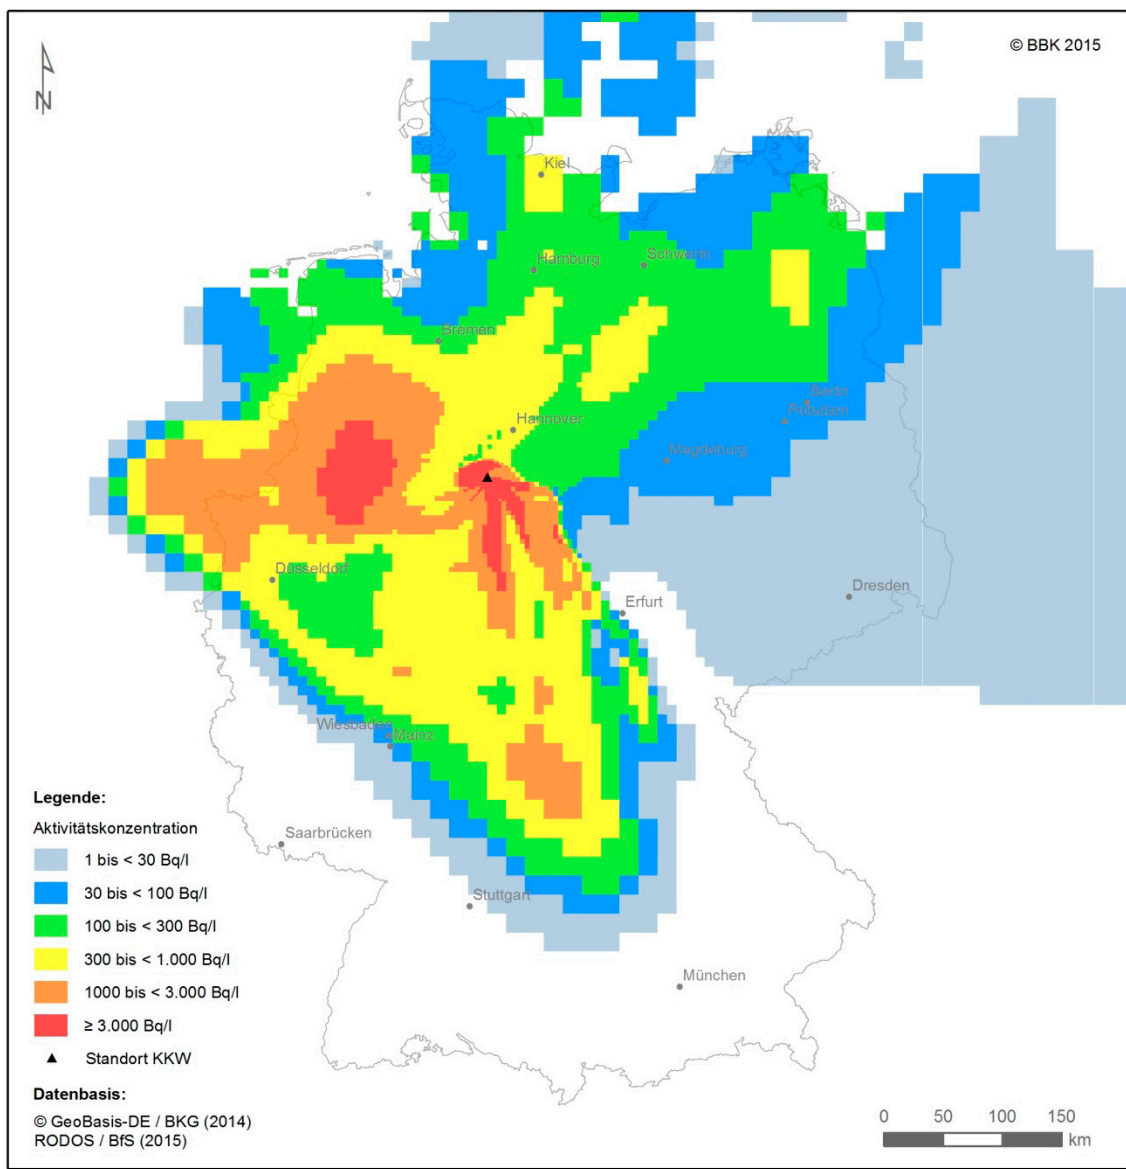 © BBK 2015
N
Kiel
Hamburg
Schwerin
Bremen
Berlin
Potsdam
Hannover
Magdeburg
Düsseldorf
Erfurt
Dresden
Wiesbaden
Mainz
Saarbrücken
Stuttgart
München
Legende:
Aktivitätskonzentration
1 bis < 30 Bq/l
30 bis < 100 Bq/l
100 bis < 300 Bq/l
300 bis < 1.000 Bq/l
1000 bis < 3.000 Bq/l
≥ 3.000 Bq/l
Standort KKW
Datenbasis:
© GeoBasis-DE / BKG (2014)
RODOS / BfS (2015)
0 50 100 150
km